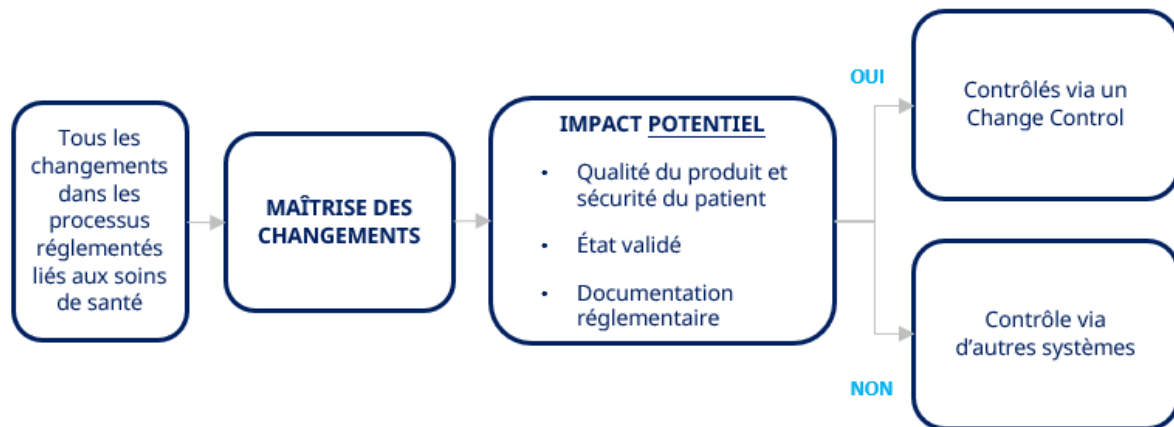 Tous les
changements
dans les
processus
réglementés
liés aux soins
de santé
MAÎTRISE DES
CHANGEMENTS
IMPACT POTENTIEL
• Qualité du produit et
sécurité du patient
• État validé
• Documentation
réglementaire
OUI
Contrôlés via un
Change Control
NON
Contrôle via
d'autres systèmes